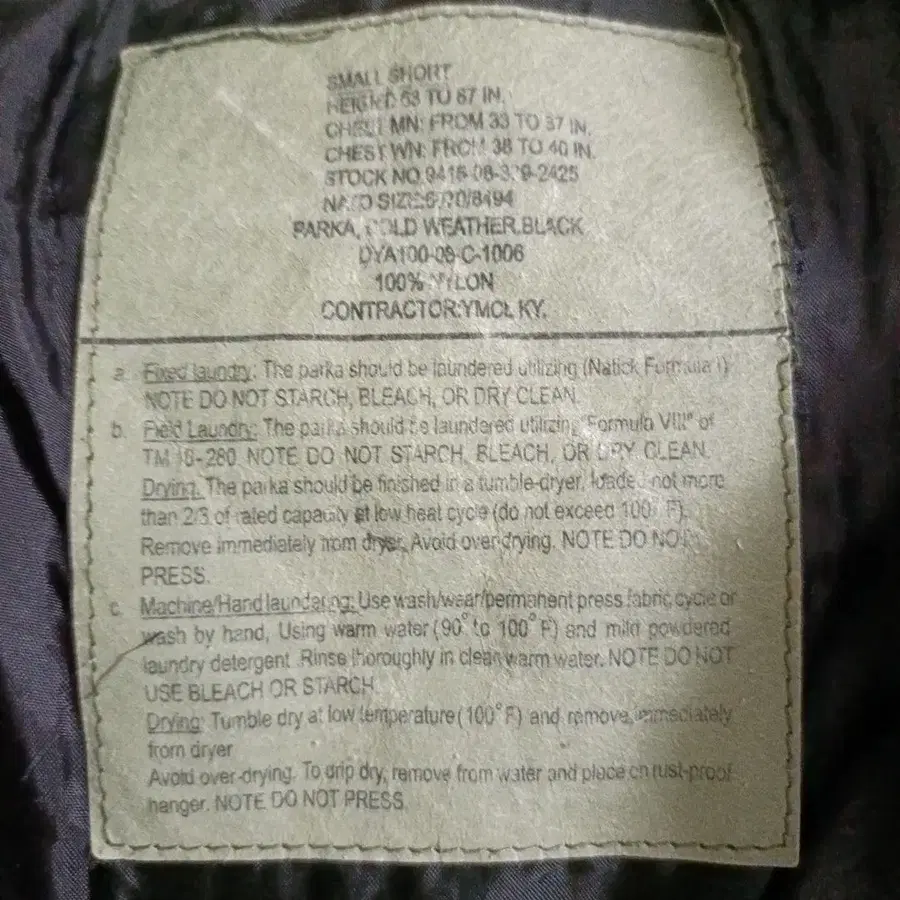 SMALL SHORT
HEIGHT: 63 TO 67 IN.
CHEST MN: FROM 33 TO 37 IN.
CHEST WN: FROM 36 TO 40 IN.
STOCK NO.
NATO SIZE:
PARKA, COLD WEATHER.BLACK
DYA100-09-C-1006
100% NYLON
CONTRACTOR:YMCL KY.
a. Fixed laundry: The parka should be laundered utilizing (Natick Formula I)
NOTE DO NOT STARCH, BLEACH, OR DRY CLEAN.
b. Field Laundry: The parka should be laundered utilizing "Formula VIII" of
TM 10-280. NOTE DO NOT STARCH, BLEACH, OR DRY CLEAN.
Drying. The parka should be finished in a tumble-dryer, loaded not more
than 2/3 of rated capacity at low heat cycle (do not exceed 100° F).
Remove immediately from dryer. Avoid over-drying. NOTE DO NOT
PRESS.
c. Machine/Hand laundering: Use wash/wear/permanent press fabric cycle or
wash by hand, Using warm water (90° to 100° F) and mild powdered
laundry detergent. Rinse thoroughly in clean warm water. NOTE DO NOT
USE BLEACH OR STARCH.
Drying: Tumble dry at low temperature (100°F) and remove immediately
from dryer
Avoid over-drying. To drip dry, remove from water and place on rust-proof
hanger. NOTE DO NOT PRESS.